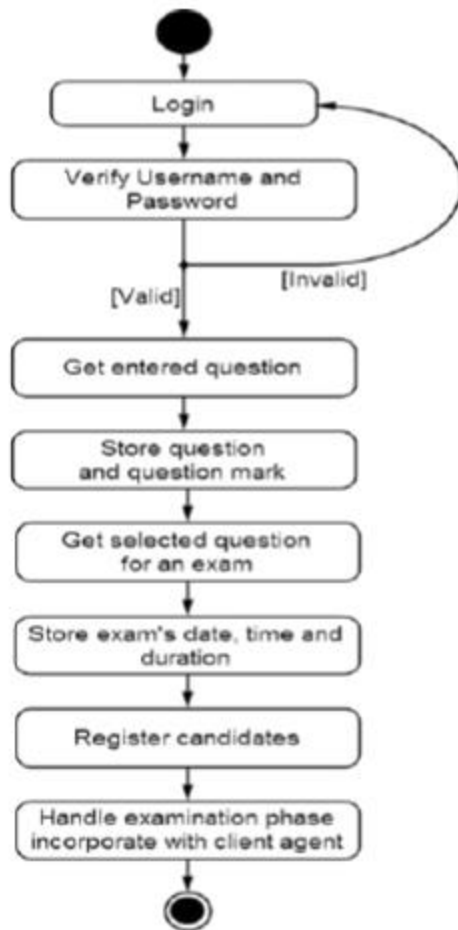 Login
Verify Username and
Password
[Invalid]
[Valid]
Get entered question
Store question
and question mark
Get selected question
for an exam
Store exam's date, time and
duration
Register candidates
Handle examination phase
incorporate with client agent